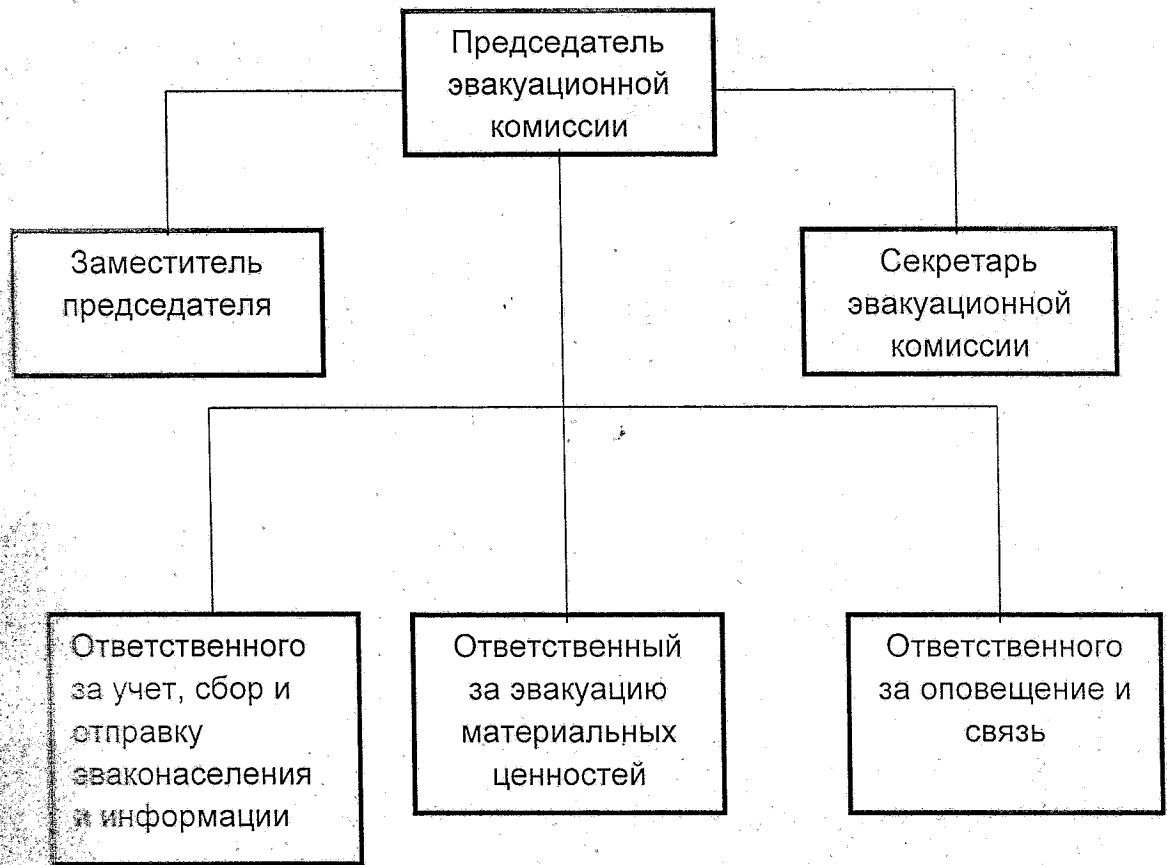 Председатель
эвакуационной
комиссии
Заместитель
председателя
Секретарь
эвакуационной
комиссии
Ответственного
за учет, сбор и
отправку
эваконаселения
и информации
Ответственный
за эвакуацию
материальных
ценностей
Ответственного
за оповещение и
связь